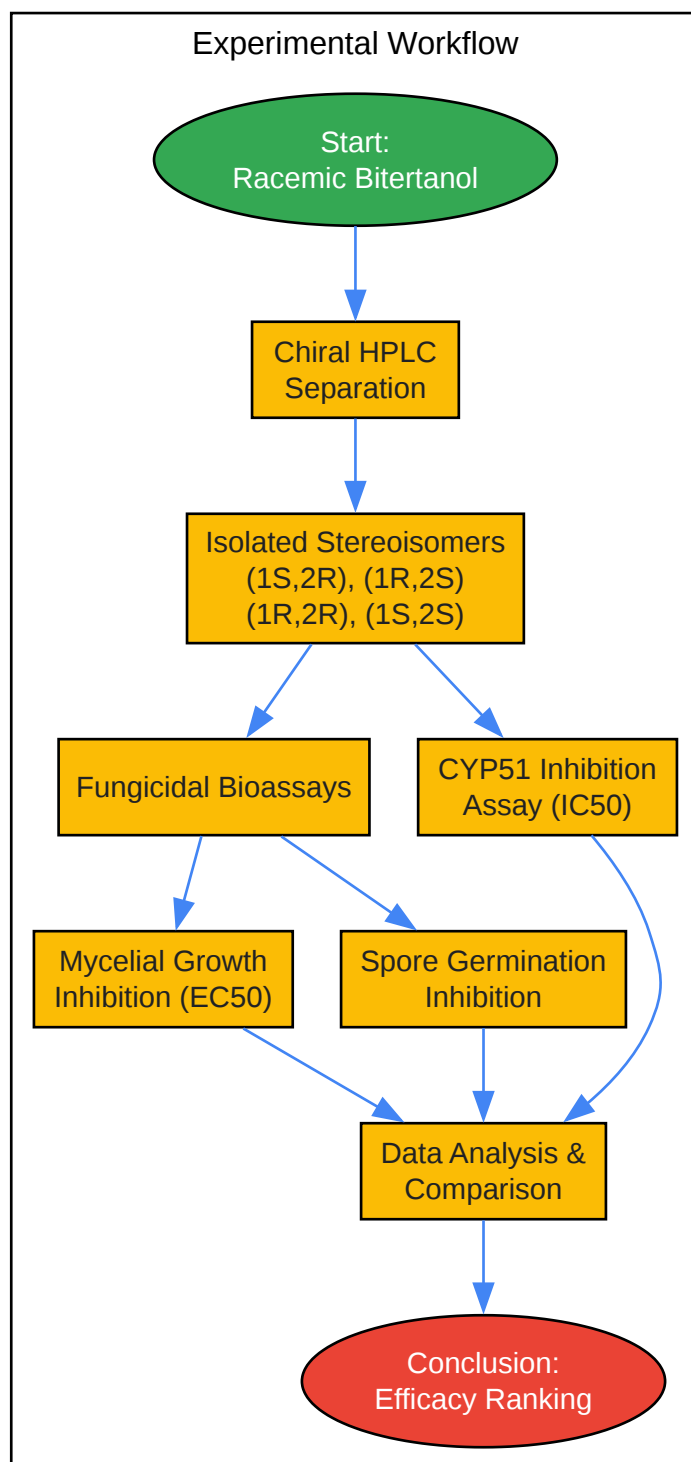 Experimental Workflow
Start:
Racemic Bitertanol
Chiral HPLC
Separation
Isolated Stereoisomers
(1S,2R), (1R,2S)
(1R,2R), (1S,2S)
Fungicidal Bioassays
CYP51 Inhibition
Assay (IC50)
Mycelial Growth
Inhibition (EC50)
Spore Germination
Inhibition
Data Analysis &
Comparison
Conclusion:
Efficacy Ranking